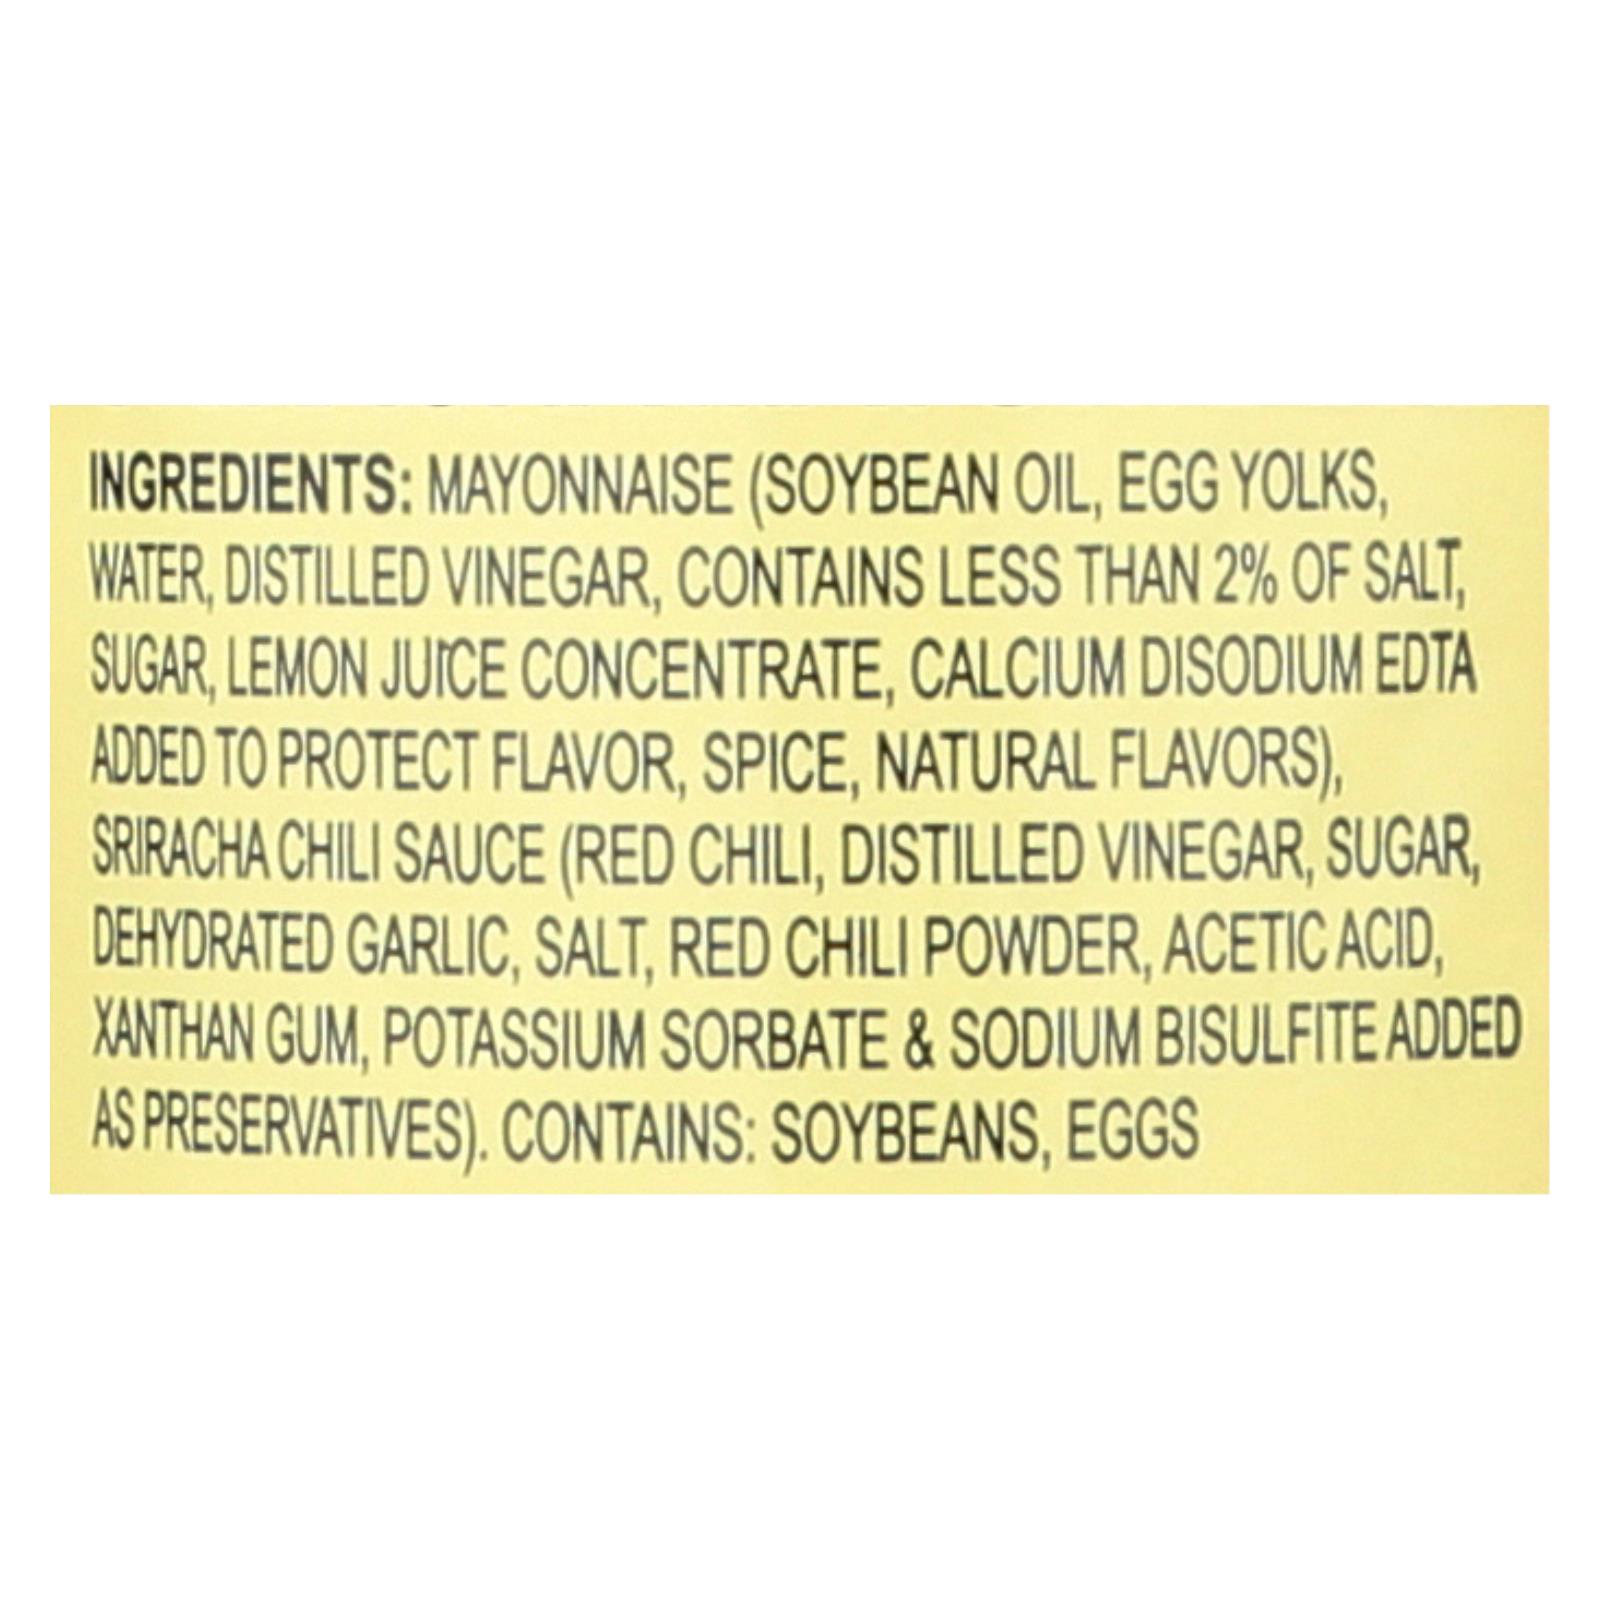 INGREDIENTS: MAYONNAISE (SOYBEAN OIL, EGG YOLKS,
WATER, DISTILLED VINEGAR, CONTAINS LESS THAN 2% OF SALT,
SUGAR, LEMON JUICE CONCENTRATE, CALCIUM DISODIUM EDTA
ADDED TO PROTECT FLAVOR, SPICE, NATURAL FLAVORS),
SRIRACHA CHILI SAUCE (RED CHILI, DISTILLED VINEGAR, SUGAR,
DEHYDRATED GARLIC, SALT, RED CHILI POWDER, ACETIC ACID,
XANTHAN GUM, POTASSIUM SORBATE & SODIUM BISULFITE ADDED
AS PRESERVATIVES). CONTAINS: SOYBEANS, EGGS